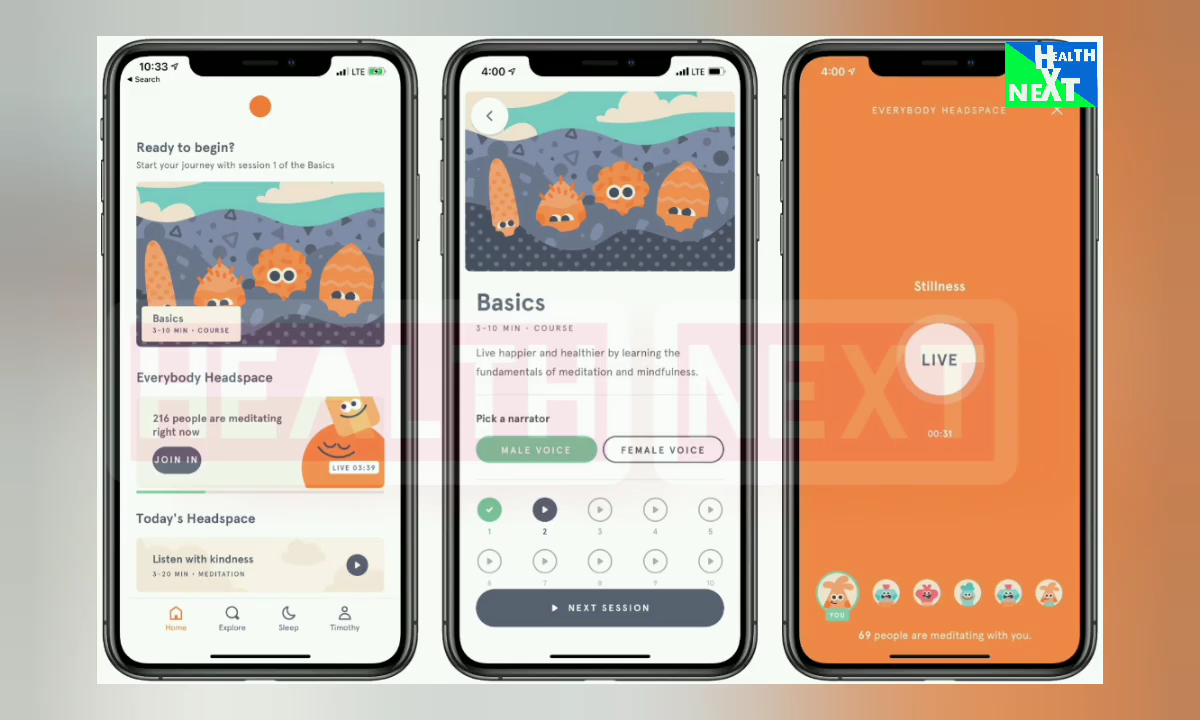 10:33
Search
LTE
Ready to begin?
Start your journey with session 1 of the Basics
Basics
3-10 MIN • COURSE
Everybody Headspace
216 people are meditating
right now
JOIN IN
LIVE 03:39
Today's Headspace
Listen with kindness
3-20 MIN • MEDITATION
Home
Explore
Sleep
Timothy
4:00
LTE
Basics
3-10 MIN • COURSE
Live happier and healthier by learning the
fundamentals of meditation and mindfulness.
Pick a narrator
MALE VOICE
FEMALE VOICE
1 2 3 4 5
6 7 8 9 10
NEXT SESSION
4:00
HEALTH
NEXT
EVERYBODY HEADSPACE
Stillness
LIVE
00:31
YOU
69 people are meditating with you.
HEALTH NEXT